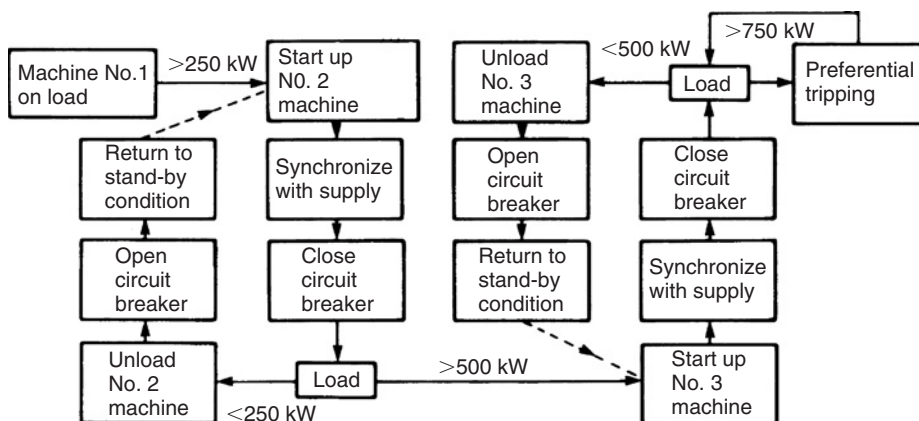 Machine No.1
on load
>250 kW
Start up
N0. 2
machine
Synchronize
with supply
Close
circuit
breaker
Load
<250 kW
Unload
No. 2
machine
Open
circuit
breaker
Return to
stand-by
condition
>500 kW
Start up
No. 3
machine
Synchronize
with supply
Close
circuit
breaker
Load
>750 kW
Preferential
tripping
<500 kW
Unload
No. 3
machine
Open
circuit
breaker
Return to
stand-by
condition